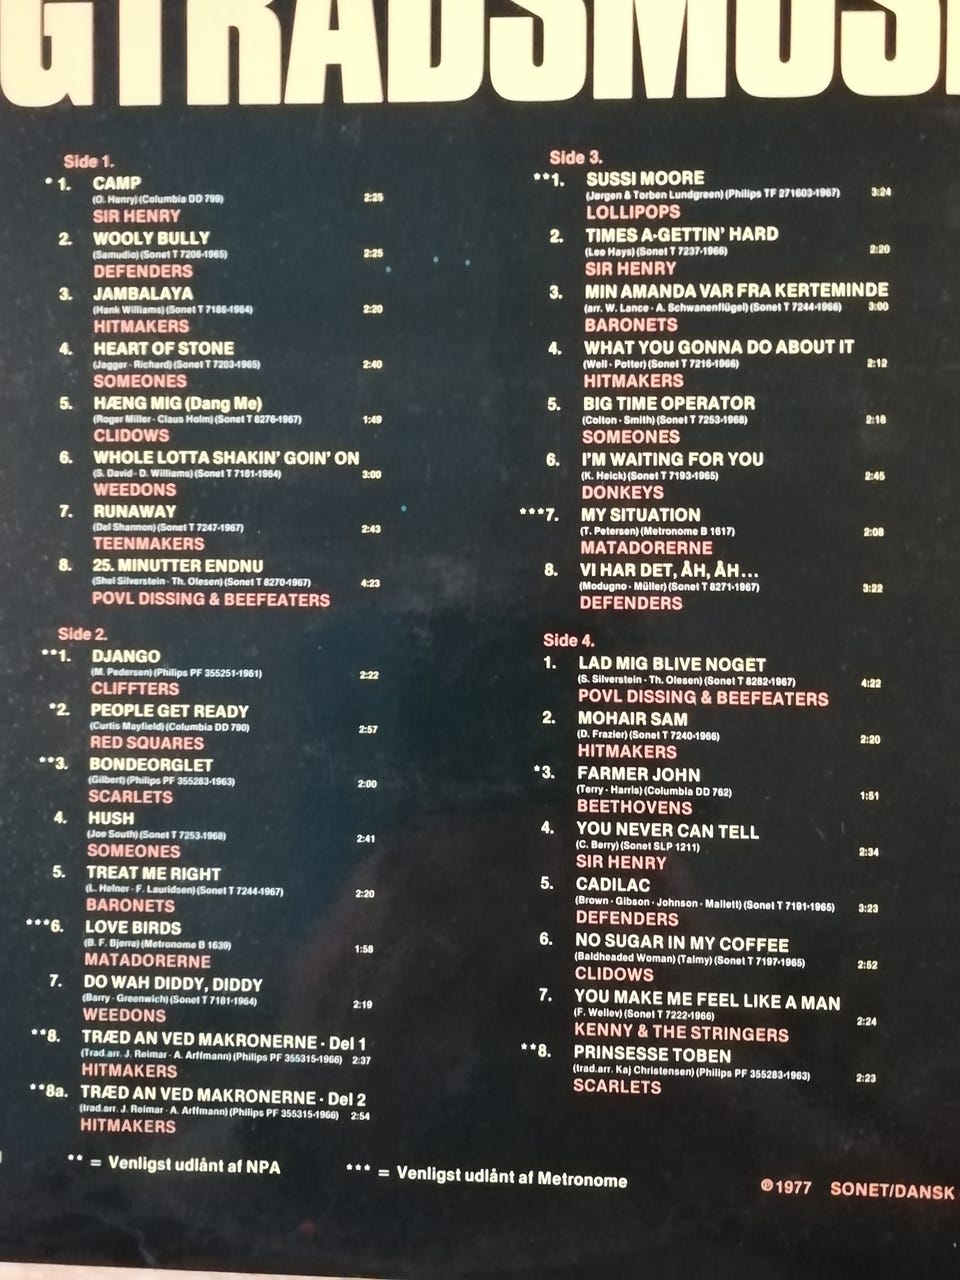 GTRADSMUS
Side 1.
* 1. CAMP
(O. Henry) (Columbia DD 799) 2:25
SIR HENRY
2. WOOLY BULLY
(Samudio) (Sonet T 7206-1965) 2:25
DEFENDERS
3. JAMBALAYA
(Hank Williams) (Sonet T 7186-1964) 2:20
HITMAKERS
4. HEART OF STONE
(Jagger - Richard) (Sonet T 7203-1965) 2:40
SOMEONES
5. HÆNG MIG (Dang Me)
(Roger Miller - Claus Holm) (Sonet T 8276-1967) 1:49
CLIDOWS
6. WHOLE LOTTA SHAKIN' GOIN' ON
(S. David - D. Williams) (Sonet T 7181-1964) 3:00
WEEDONS
7. RUNAWAY
(Del Shannon) (Sonet T 7247-1967) 2:43
TEENMAKERS
8. 25. MINUTTER ENDNU
(Shel Silverstein - Th. Olesen) (Sonet T 8270-1967) 4:23
POVL DISSING & BEEFEATERS
Side 2.
**1. DJANGO
(M. Pedersen) (Philips PF 355251-1961) 2:22
CLIFFTERS
*2. PEOPLE GET READY
(Curtis Mayfield) (Columbia DD 790) 2:57
RED SQUARES
**3. BONDEORGLET
(Gilbert) (Philips PF 355283-1963) 2:00
SCARLETS
4. HUSH
(Joe South) (Sonet T 7253-1968) 2:41
SOMEONES
5. TREAT ME RIGHT
(L. Helner - F. Lauridsen) (Sonet T 7244-1967) 2:20
BARONETS
***6. LOVE BIRDS
(B. F. Bjerre) (Metronome B 1639) 1:58
MATADORERNE
7. DO WAH DIDDY, DIDDY
(Barry - Greenwich) (Sonet T 7181-1964) 2:19
WEEDONS
**8. TRÆD AN VED MAKRONERNE - Del 1
(Trad.arr. J. Reimar - A. Arffmann) (Philips PF 355315-1966) 2:37
HITMAKERS
**8a. TRÆD AN VED MAKRONERNE - Del 2
(trad.arr. J. Reimar - A. Arffmann) (Philips PF 355315-1966) 2:54
HITMAKERS
Side 3.
**1. SUSSI MOORE
(Jørgen & Torben Lundgreen) (Philips TF 271603-1967) 3:24
LOLLIPOPS
2. TIMES A-GETTIN' HARD
(Lee Hays) (Sonet T 7237-1966) 2:20
SIR HENRY
3. MIN AMANDA VAR FRA KERTEMINDE
(arr. W. Lance - A. Schwanenflügel) (Sonet T 7244-1966) 3:00
BARONETS
4. WHAT YOU GONNA DO ABOUT IT
(Well - Potter) (Sonet T 7216-1966) 2:12
HITMAKERS
5. BIG TIME OPERATOR
(Colton - Smith) (Sonet T 7253-1968) 2:18
SOMEONES
6. I'M WAITING FOR YOU
(K. Heick) (Sonet T 7193-1965) 2:45
DONKEYS
***7. MY SITUATION
(T. Petersen) (Metronome B 1617) 2:08
MATADORERNE
8. VI HAR DET, ÅH, ÅH...
(Modugno - Müller) (Sonet T 8271-1967) 3:22
DEFENDERS
Side 4.
1. LAD MIG BLIVE NOGET
(S. Silverstein - Th. Olesen) (Sonet T 8282-1967) 4:22
POVL DISSING & BEEFEATERS
2. MOHAIR SAM
(D. Frazier) (Sonet T 7240-1966) 2:20
HITMAKERS
*3. FARMER JOHN
(Terry - Harris) (Columbia DD 762) 1:51
BEETHOVENS
4. YOU NEVER CAN TELL
(C. Berry) (Sonet SLP 1211) 2:34
SIR HENRY
5. CADILAC
(Brown - Gibson - Johnson - Mallett) (Sonet T 7191-1965) 3:23
DEFENDERS
6. NO SUGAR IN MY COFFEE
(Baldheaded Woman) (Talmy) (Sonet T 7197-1965) 2:52
CLIDOWS
7. YOU MAKE ME FEEL LIKE A MAN
(F. Wellev) (Sonet T 7222-1966) 2:24
KENNY & THE STRINGERS
**8. PRINSESSE TOBEN
(trad.arr. Kaj Christensen) (Philips PF 355283-1963) 2:23
SCARLETS
** = Venligst udlånt af NPA
*** = Venligst udlånt af Metronome
℗1977 SONET/DANSK